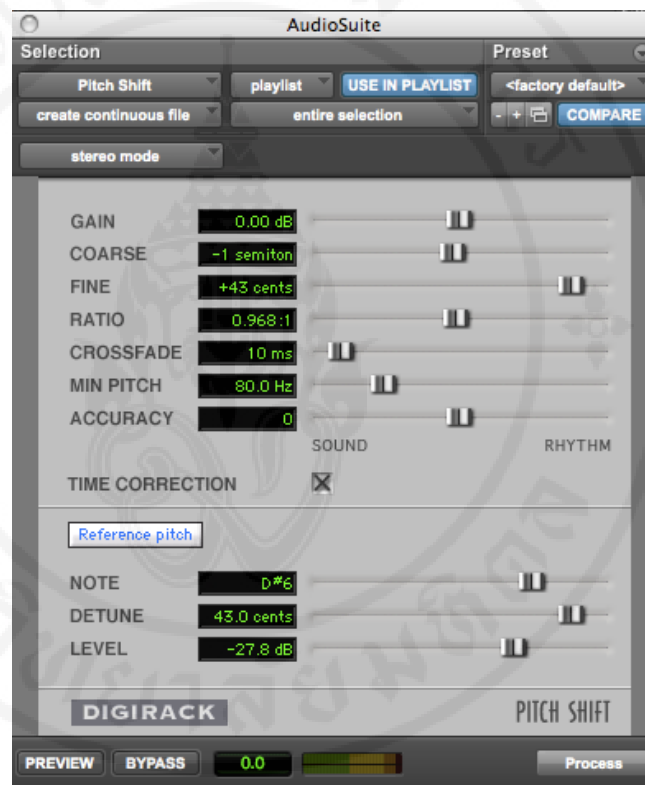 AudioSuite
Selection Preset
Pitch Shift playlist USE IN PLAYLIST <factory default>
create continuous file entire selection - + COMPARE
stereo mode
GAIN 0.00 dB
COARSE -1 semiton
FINE +43 cents
RATIO 0.968:1
CROSSFADE 10 ms
MIN PITCH 80.0 Hz
ACCURACY 0
SOUND RHYTHM
TIME CORRECTION
Reference pitch
NOTE D#6
DETUNE 43.0 cents
LEVEL -27.8 dB
DIGIRACK PITCH SHIFT
PREVIEW BYPASS 0.0 Process